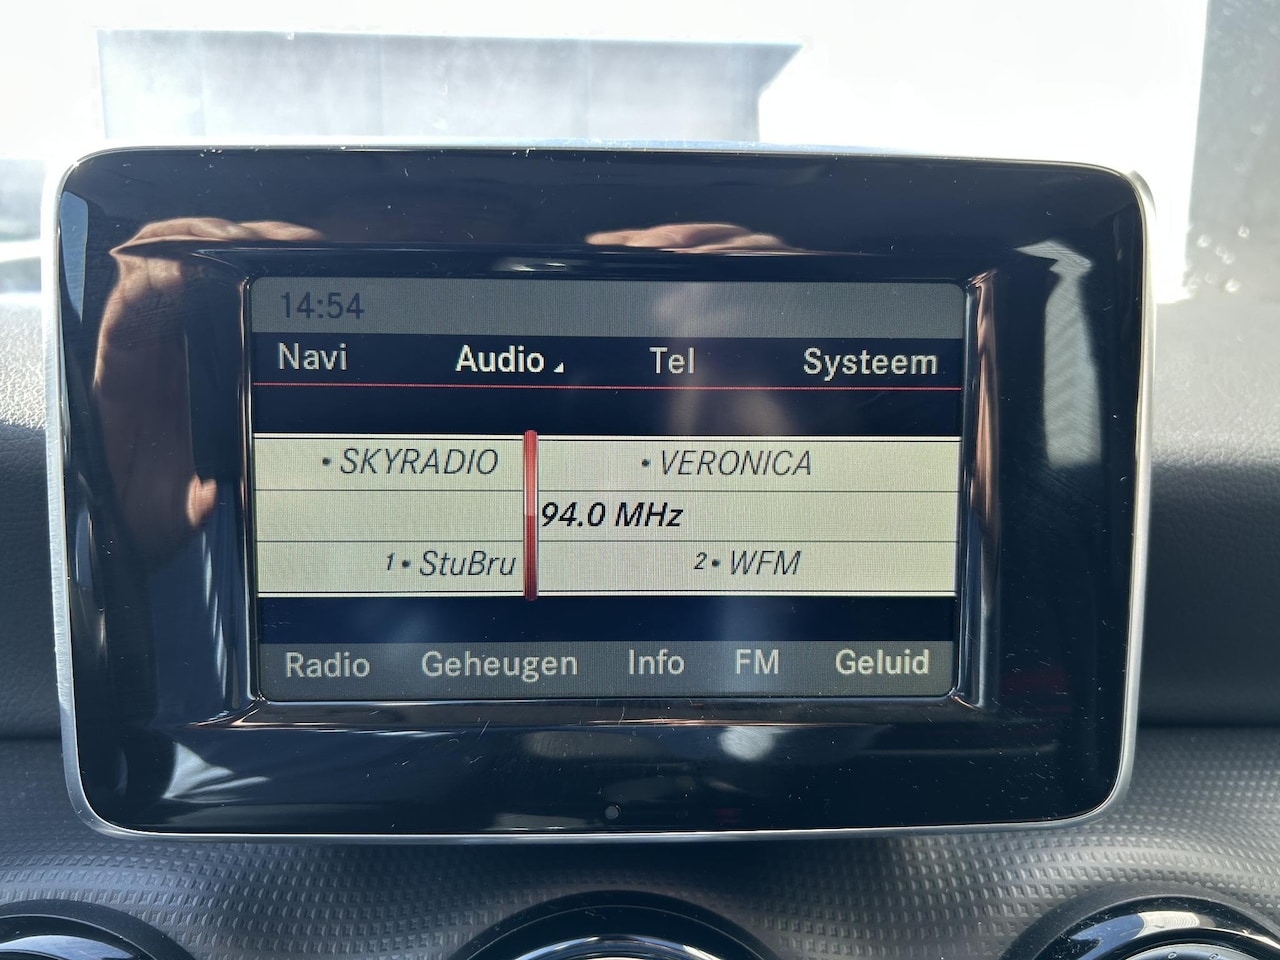 14:54
Navi Audio Tel Systeem
• SKYRADIO • VERONICA
94.0 MHz
1 • StuBru 2 • WFM
Radio Geheugen Info FM Geluid